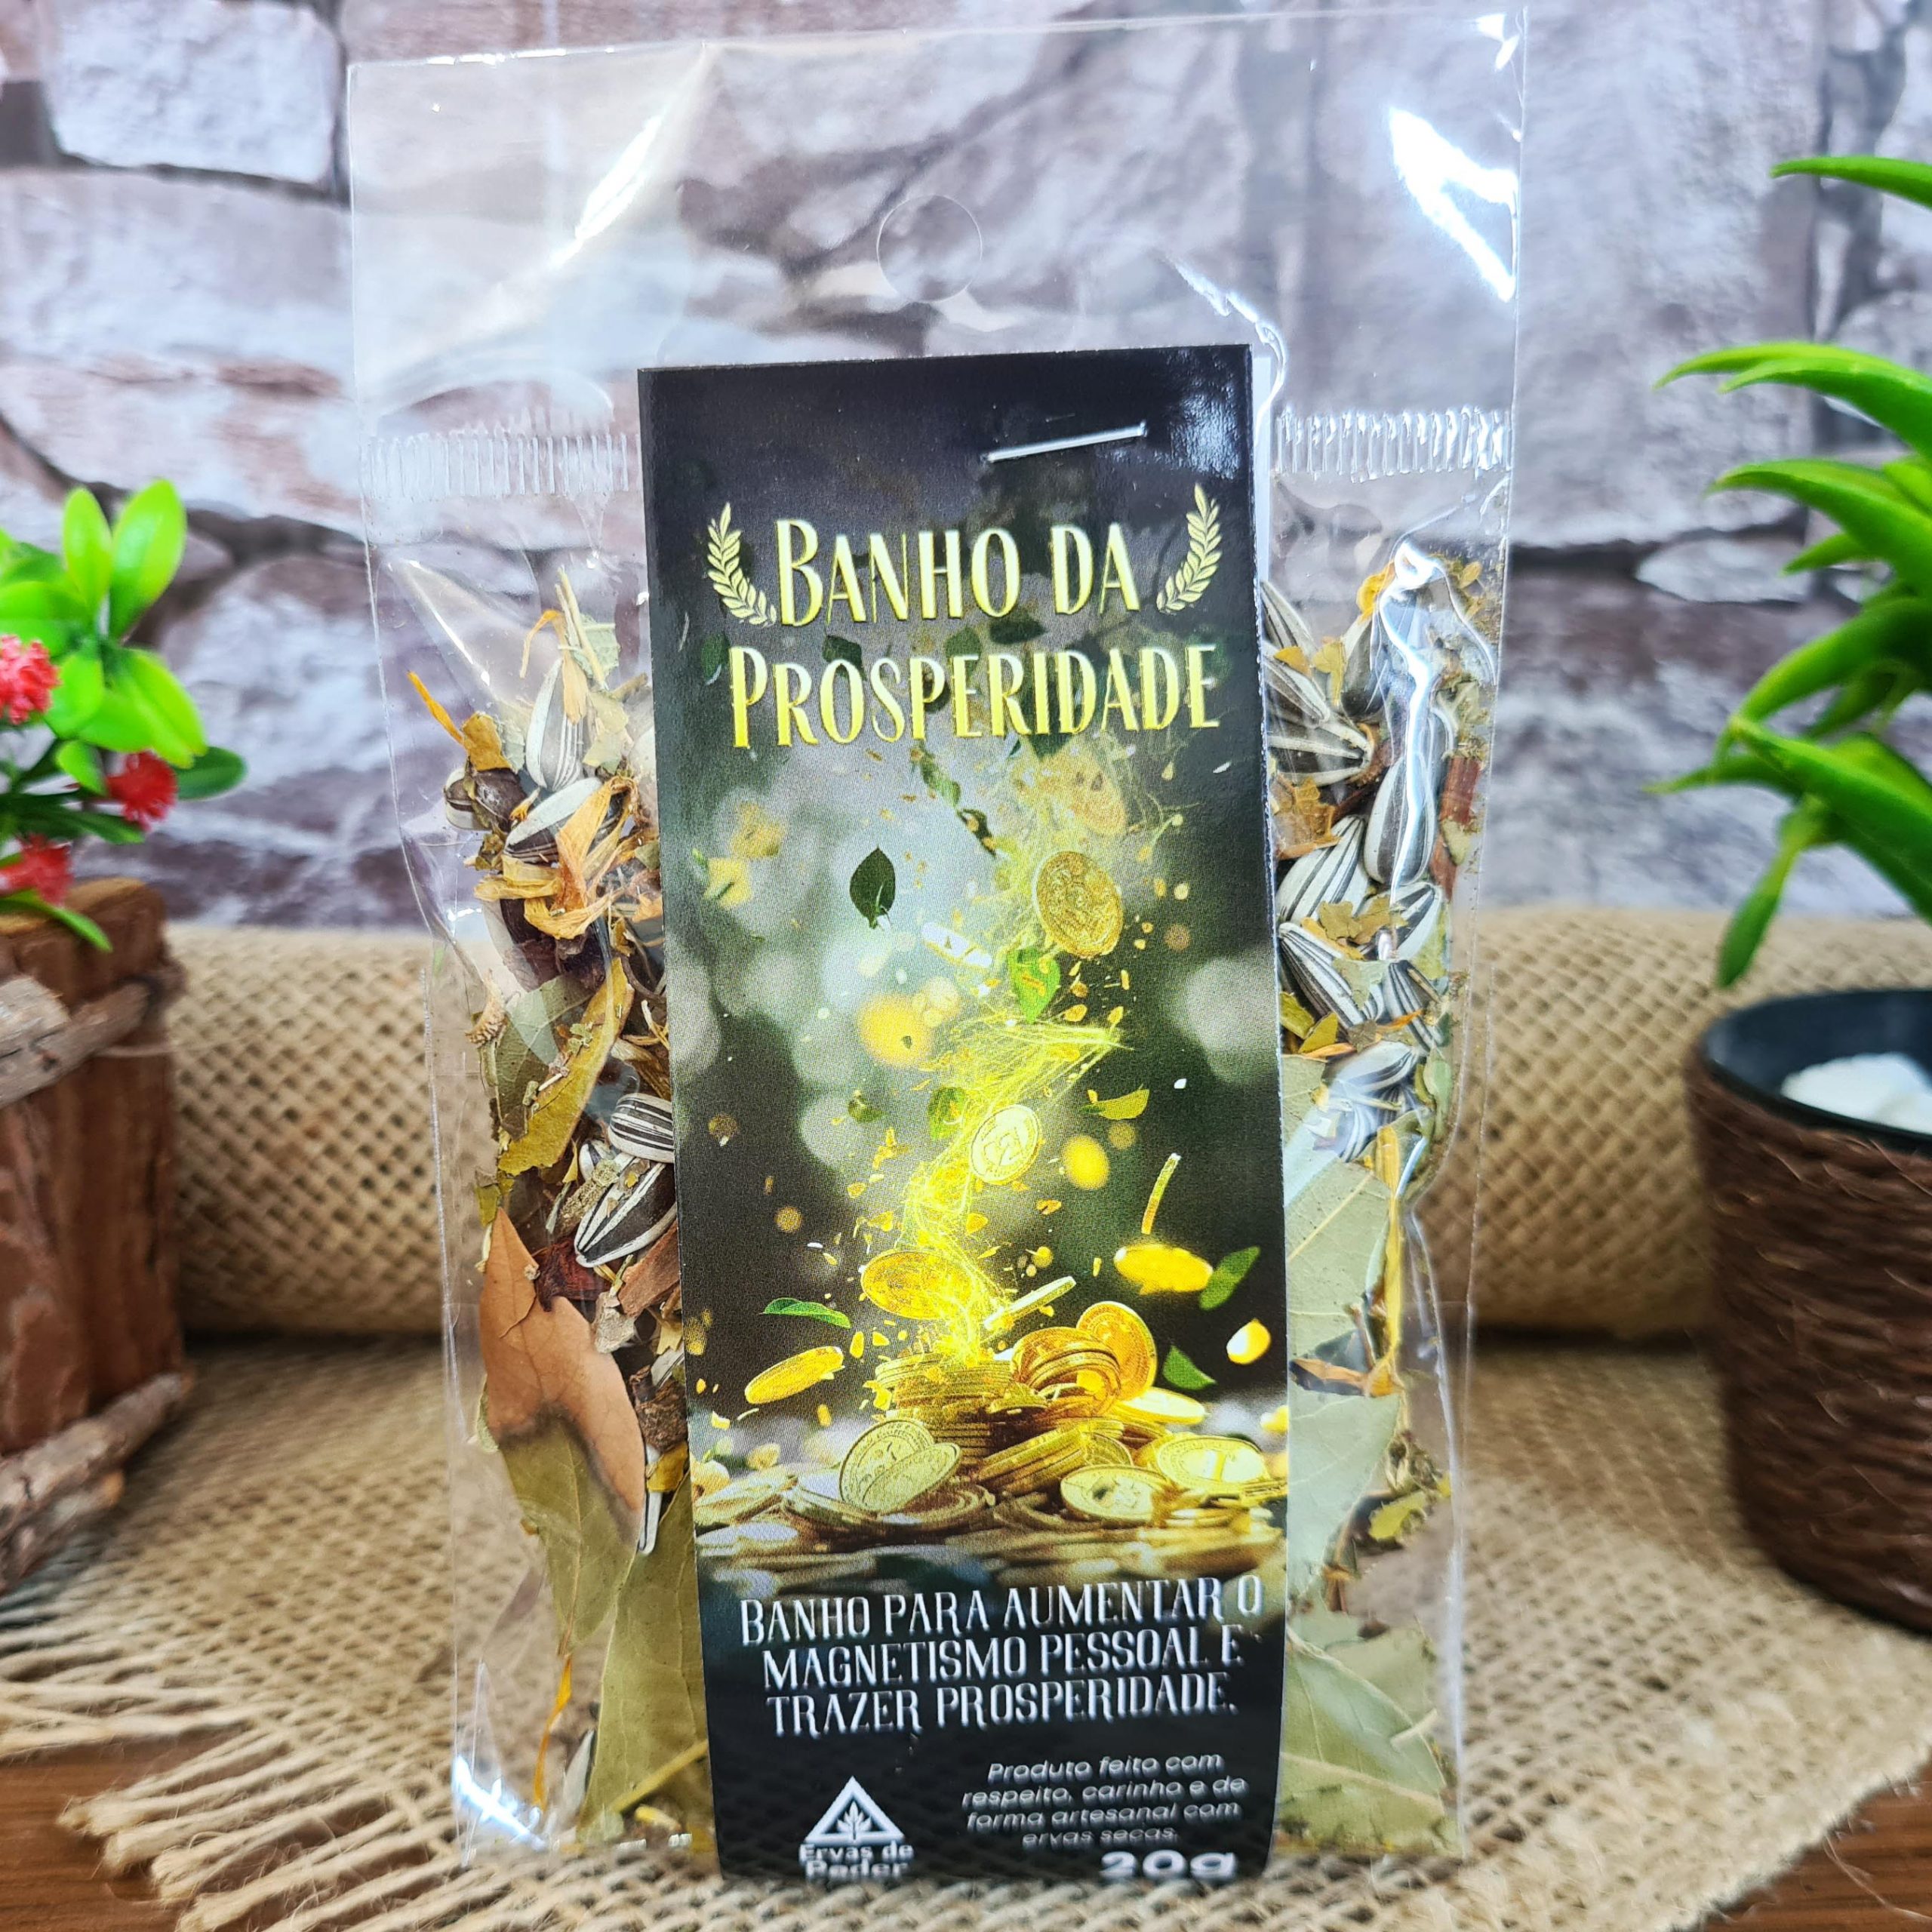 BANHO DA
PROSPERIDADE
BANHO PARA AUMENTAR O
MAGNETISMO PESSOAL E
TRAZER PROSPERIDADE.
Produto feito com
respeito, carinho e de
forma artesanal com
ervas secas.
Ervas de
Poder
20g